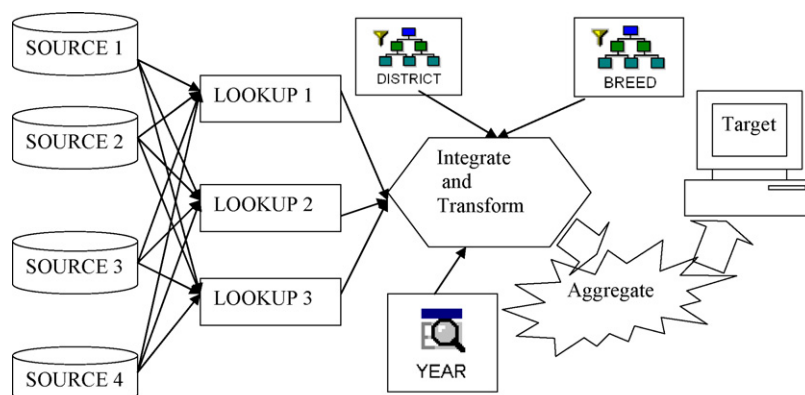 SOURCE 1
SOURCE 2
SOURCE 3
SOURCE 4
LOOKUP 1
LOOKUP 2
LOOKUP 3
DISTRICT
BREED
Integrate
and
Transform
YEAR
Aggregate
Target